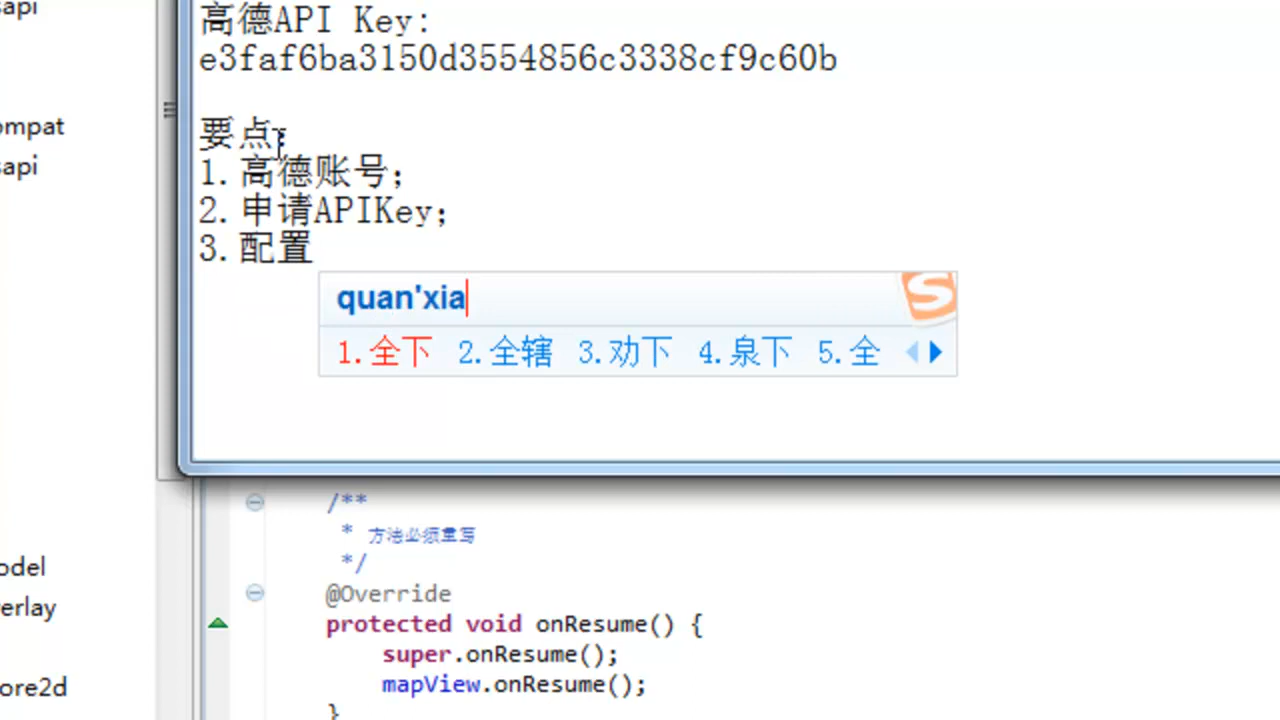 sapi
ompat
sapi
odel
erlay
ore2d
高德API Key:
e3faf6ba3150d3554856c3338cf9c60b
要点:
1.高德账号;
2.申请APIKey;
3.配置
quan'xia
1.全下 2.全辖 3.劝下 4.泉下 5.全
/**
* 方法必须重写
*/
@Override
protected void onResume() {
super.onResume();
mapView.onResume();
}